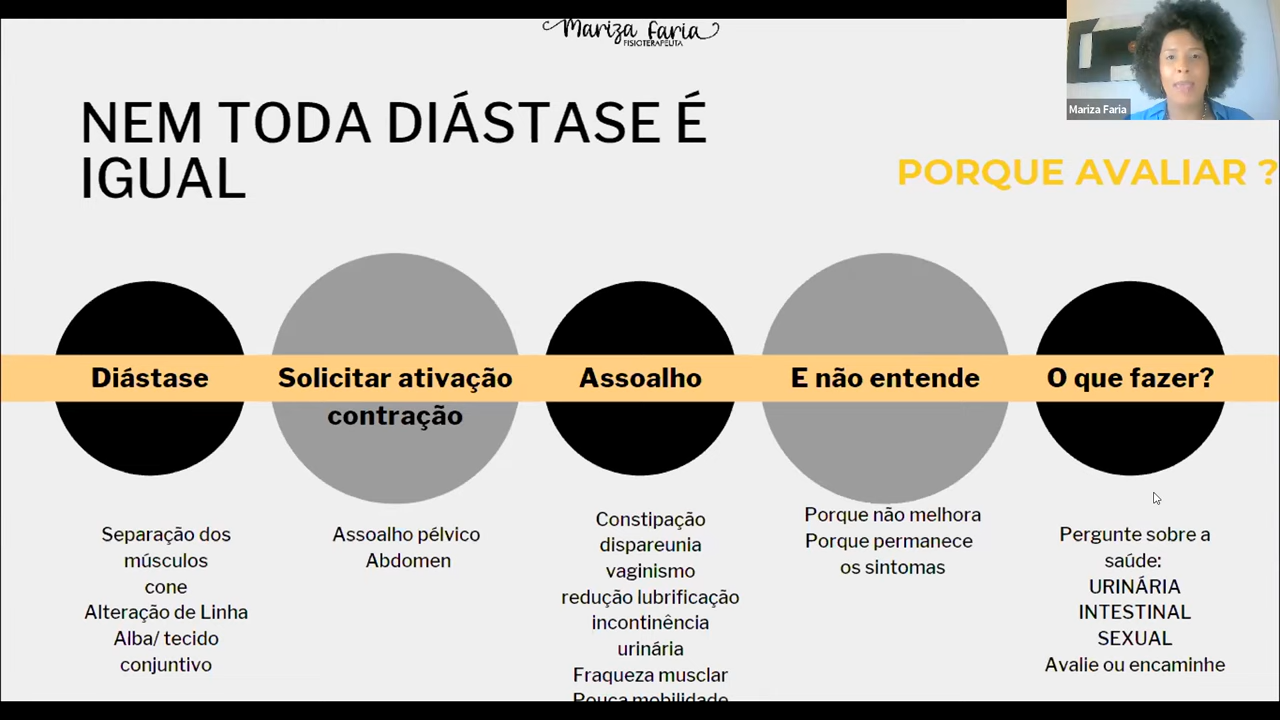 Mariza Faria
FISIOTERAPEUTA
Mariza Faria
NEM TODA DIÁSTASE É
IGUAL
PORQUE AVALIAR ?
Diástase
Solicitar ativação
contração
Assoalho
E não entende
O que fazer?
Separação dos
músculos
cone
Alteração de Linha
Alba/ tecido
conjuntivo
Assoalho pélvico
Abdomen
Constipação
dispareunia
vaginismo
redução lubrificação
incontinência
urinária
Fraqueza musclar
Pouca mobilidade
Porque não melhora
Porque permanece
os sintomas
Pergunte sobre a
saúde:
URINÁRIA
INTESTINAL
SEXUAL
Avalie ou encaminhe